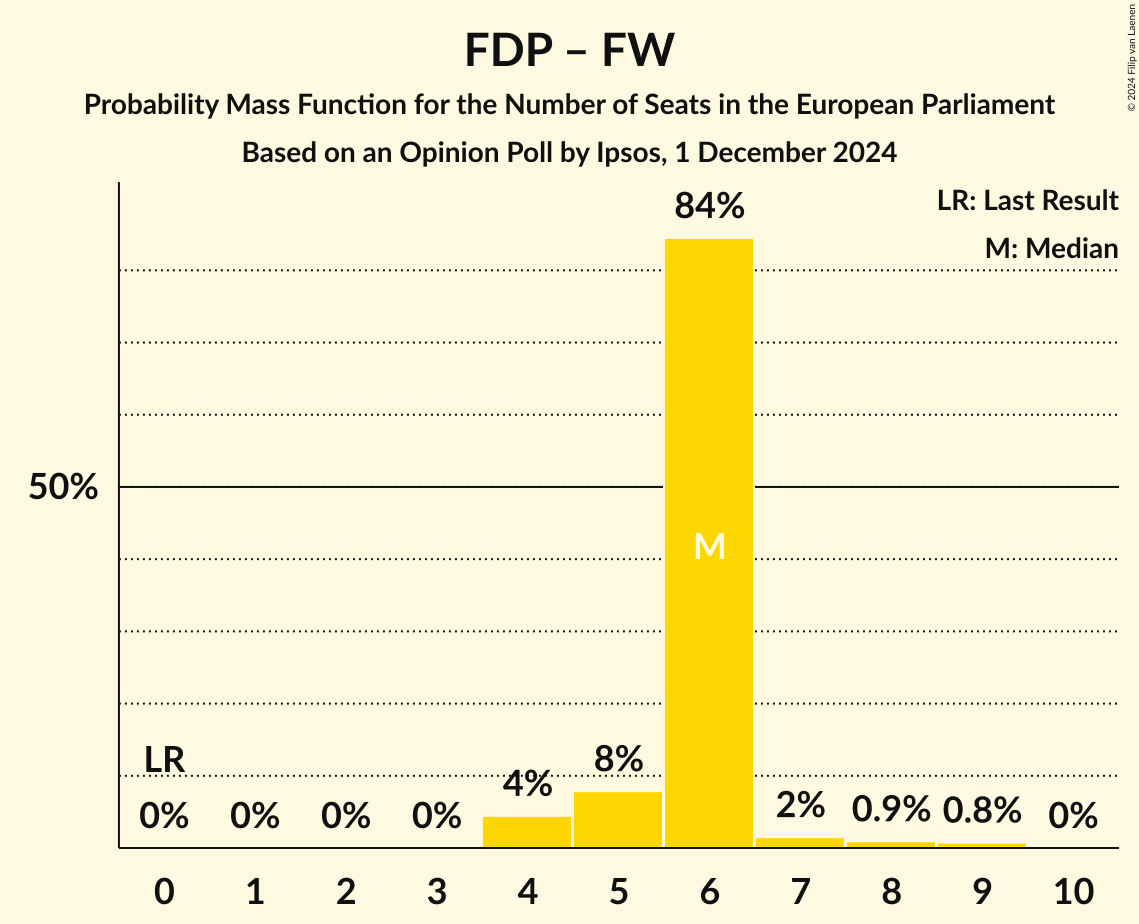 FDP – FW
Probability Mass Function for the Number of Seats in the European Parliament
Based on an Opinion Poll by Ipsos, 1 December 2024
© 2024 Filip van Laenen
LR: Last Result
M: Median
84%
50%
M
LR
0% 0% 0% 0% 4% 8% 2% 0.9% 0.8% 0%
0 1 2 3 4 5 6 7 8 9 10